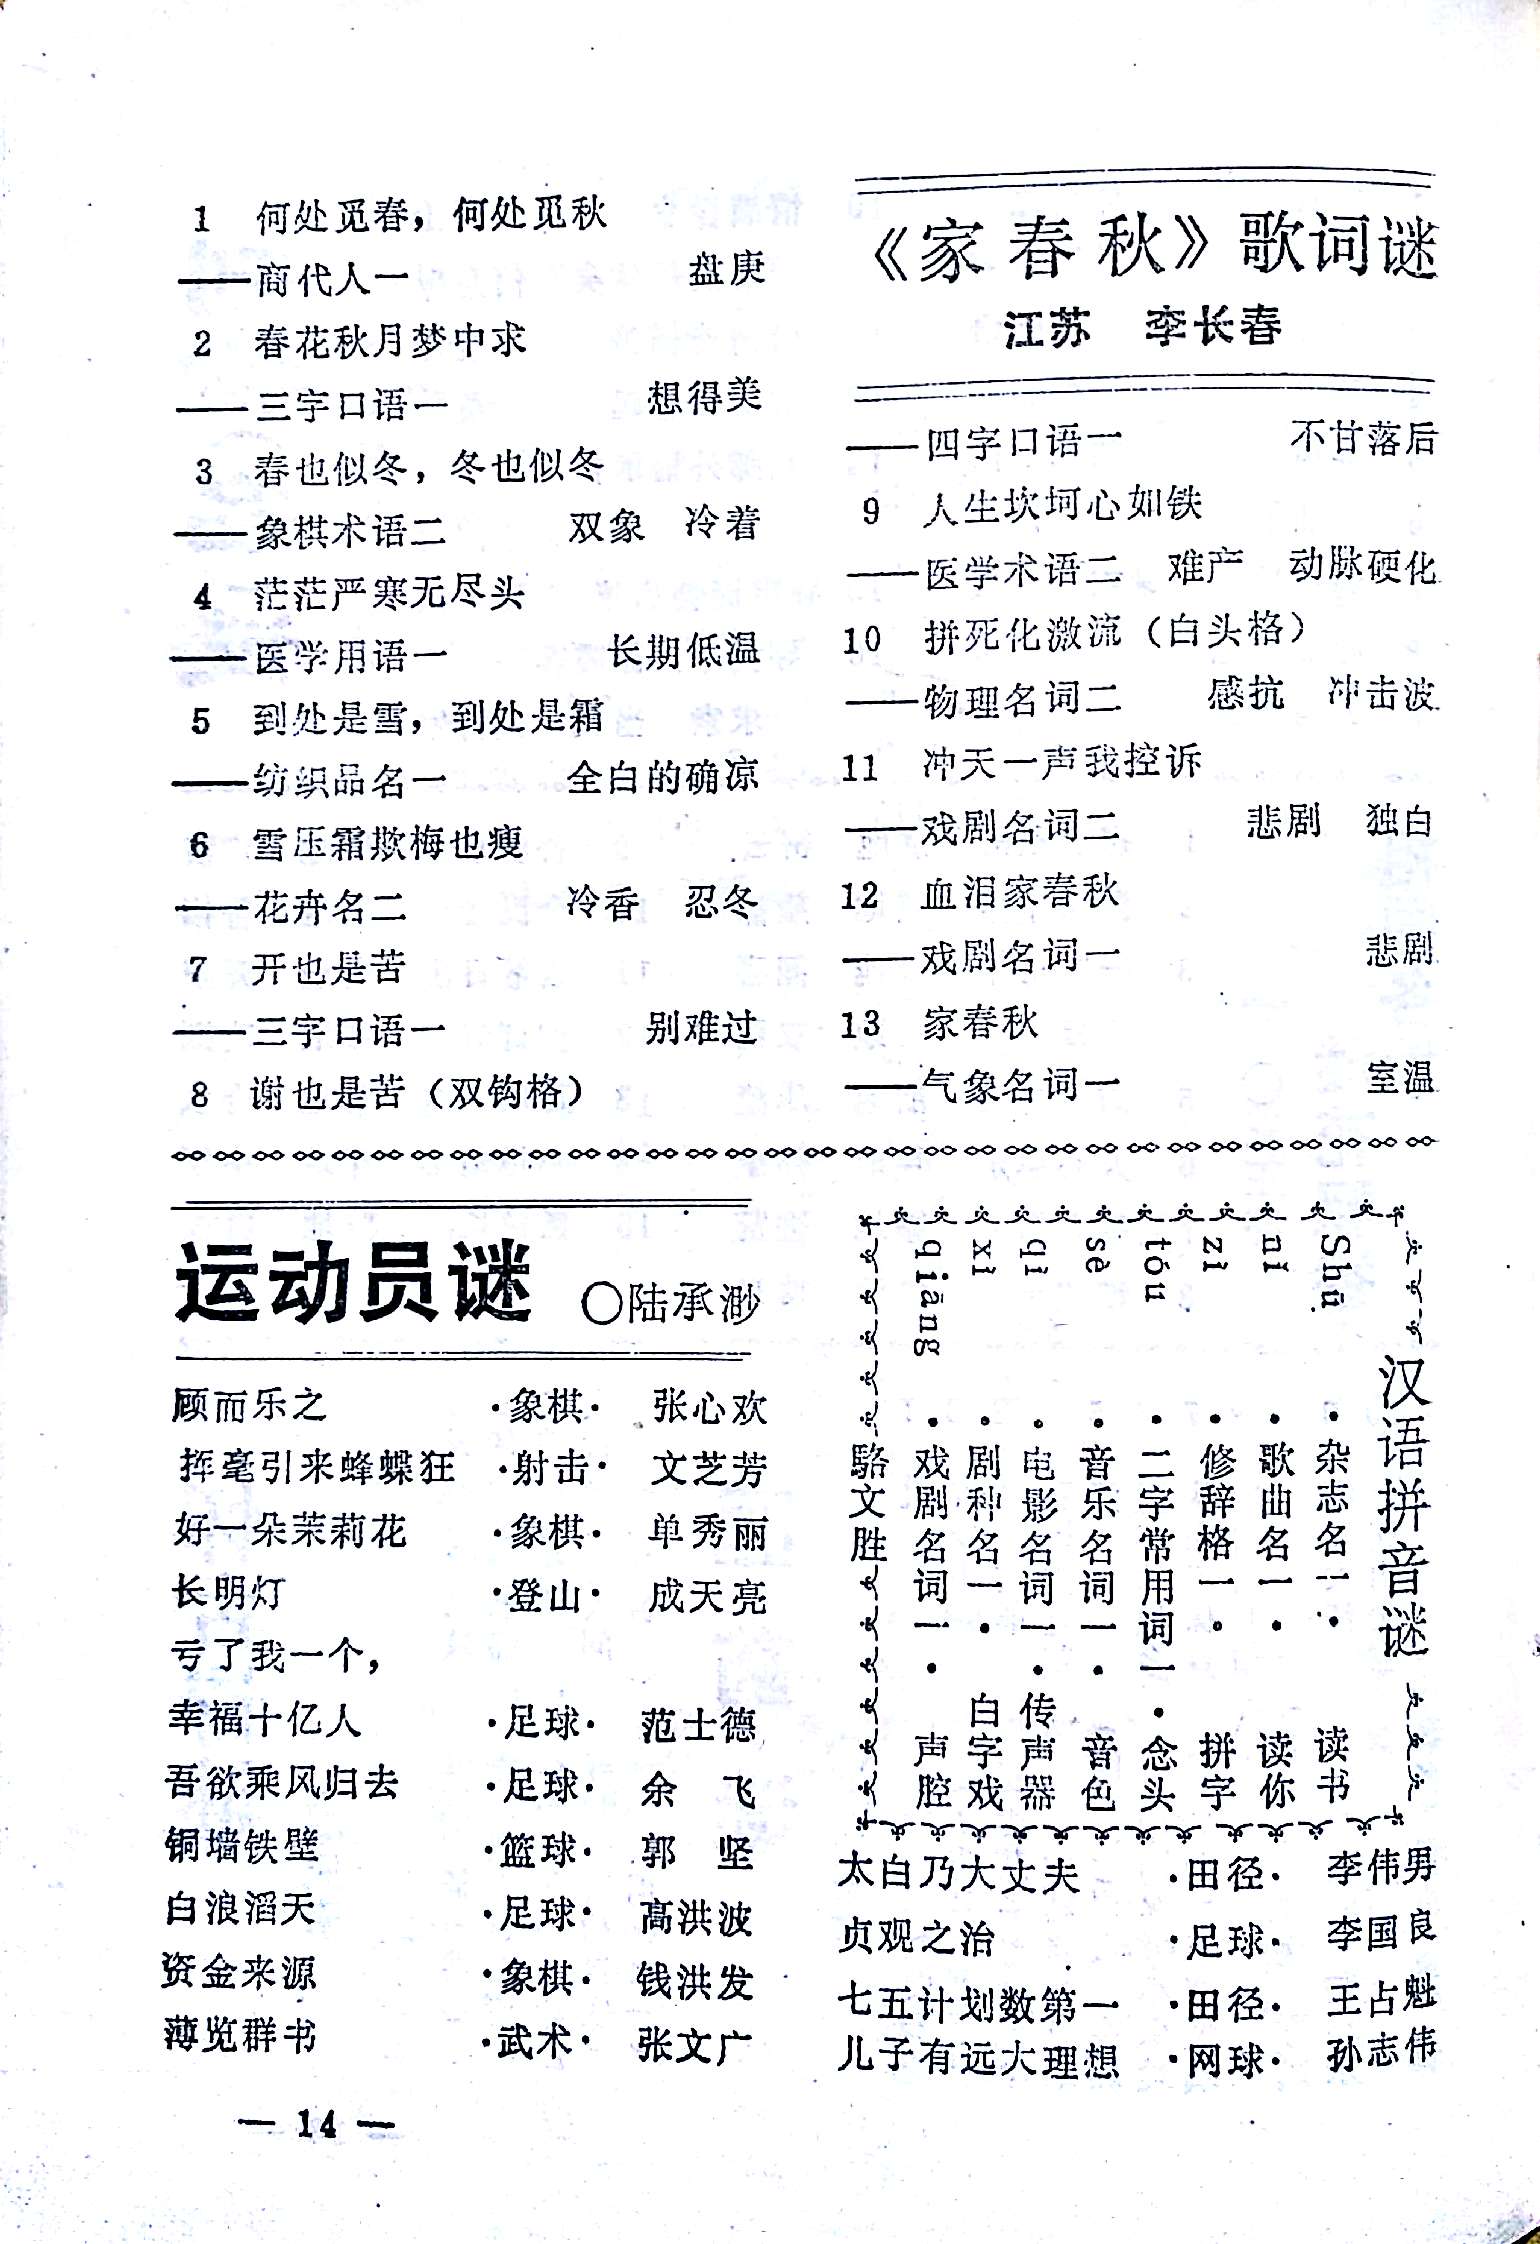 《家春秋》歌词谜
江苏 李长春
1 何处觅春，何处觅秋
——商代人一 盘庚
2 春花秋月梦中求
——三字口语一 想得美
3 春也似冬，冬也似冬
——象棋术语二 双象 冷着
4 茫茫严寒无尽头
——医学用语一 长期低温
5 到处是雪，到处是霜
——纺织品名一 全白的确凉
6 雪压霜欺梅也瘦
——花卉名二 冷香 忍冬
7 开也是苦
——三字口语一 别难过
8 谢也是苦（双钩格）
——四字口语一 不甘落后
9 人生坎坷心如铁
——医学术语二 难产 动脉硬化
10 拼死化激流（白头格）
——物理名词二 感抗 冲击波
11 冲天一声我控诉
——戏剧名词二 悲剧 独白
12 血泪家春秋
——戏剧名词一 悲剧
13 家春秋
——气象名词一 室温
运动员谜 〇陆承渺
顾而乐之 ·象棋· 张心欢
挥毫引来蜂蝶狂 ·射击· 文芝芳
好一朵茉莉花 ·象棋· 单秀丽
长明灯 ·登山· 成天亮
亏了我一个，
幸福十亿人 ·足球· 范士德
吾欲乘风归去 ·足球· 余 飞
铜墙铁壁 ·篮球· 郭 坚
白浪滔天 ·足球· 高洪波
资金来源 ·象棋· 钱洪发
薄览群书 ·武术· 张文广
太白乃大丈夫 ·田径· 李伟男
贞观之治 ·足球· 李国良
七五计划数第一 ·田径· 王占魁
儿子有远大理想 ·网球· 孙志伟
汉语拼音谜
Shū ·杂志名一· 读书
nǐ ·歌曲名一· 读你
zì ·修辞格一· 拼字
tóu ·二字常用词一· 念头
sè ·音乐名词一· 音色
qì ·电影名词一· 传声器
xì ·剧种名一· 白字戏
qiāng ·戏剧名词一· 声腔
駱文胜
— 14 —